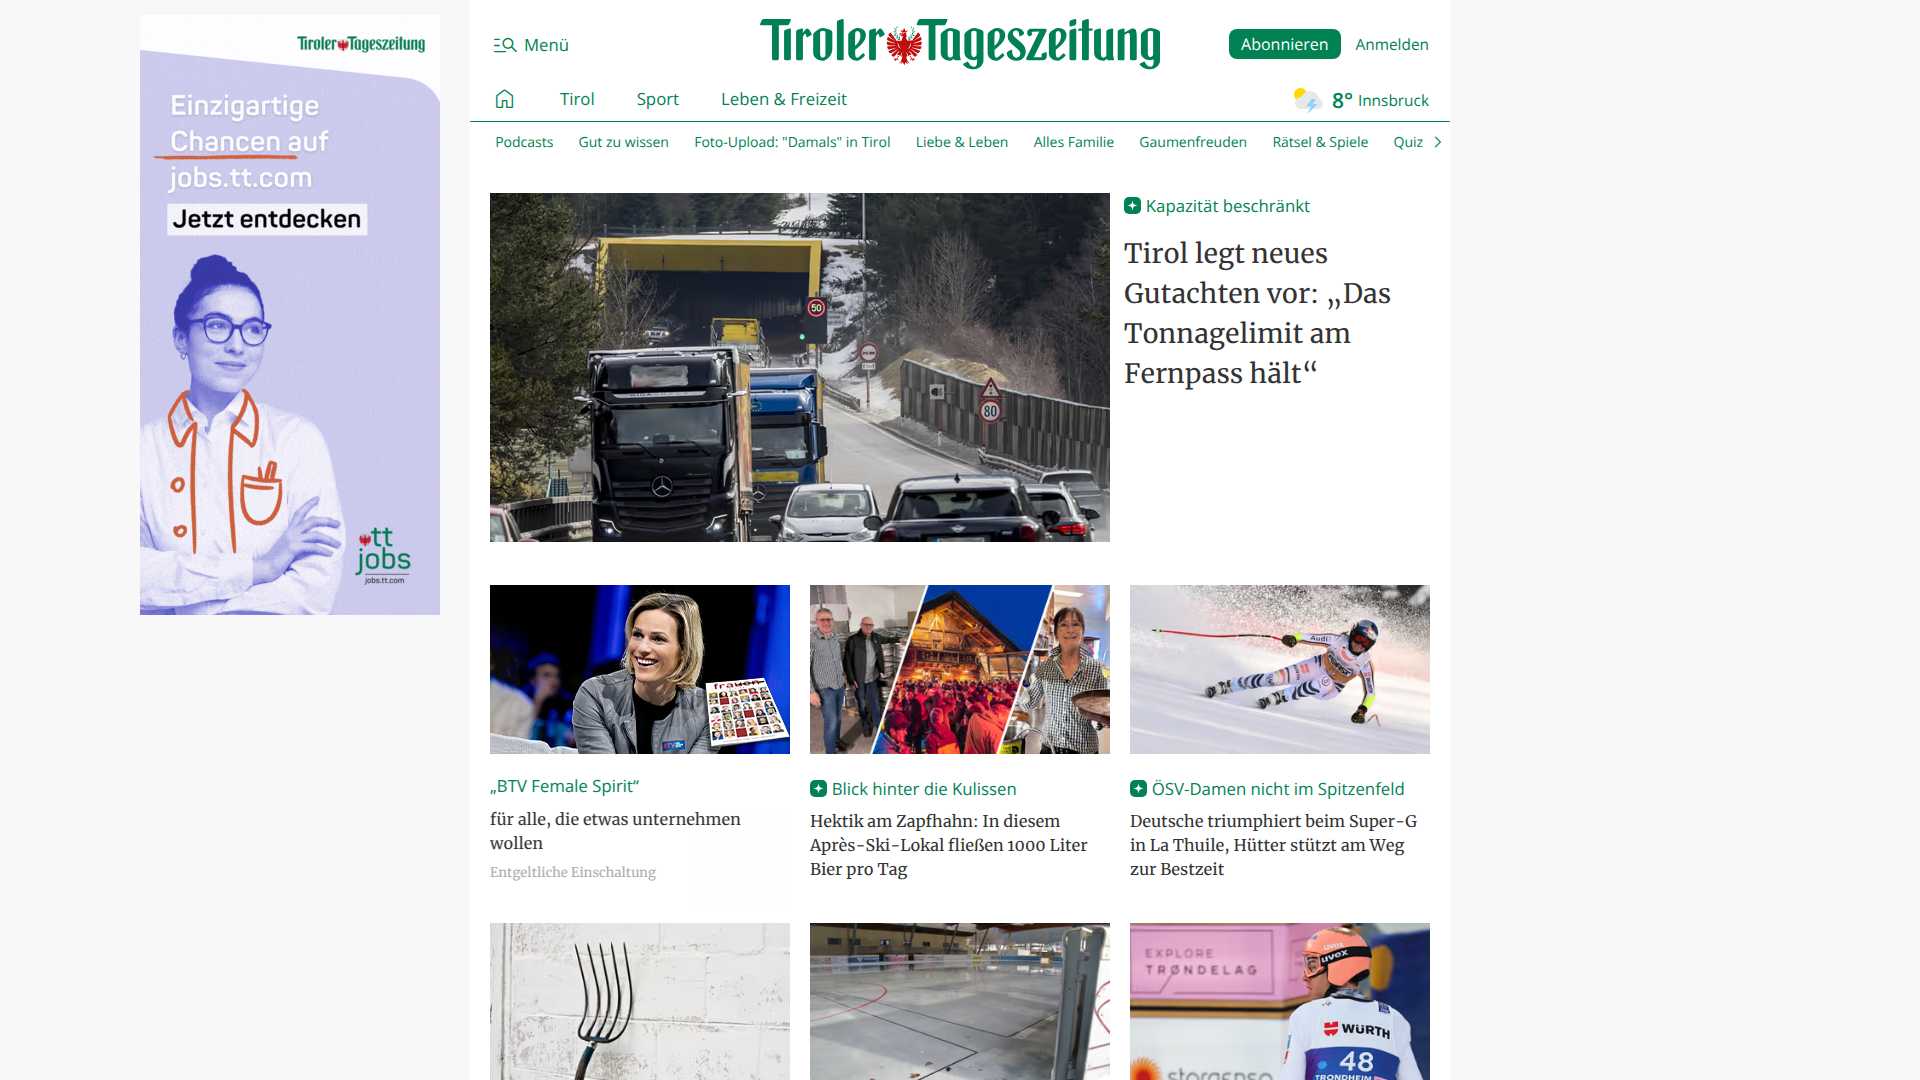 Tiroler Tageszeitung
Einzigartige
Chancen auf
jobs.tt.com
Jetzt entdecken
tt
jobs
jobs.tt.com
Menü
Tiroler Tageszeitung
Abonnieren
Anmelden
Tirol
Sport
Leben & Freizeit
8° Innsbruck
Podcasts
Gut zu wissen
Foto-Upload: "Damals" in Tirol
Liebe & Leben
Alles Familie
Gaumenfreuden
Rätsel & Spiele
Quiz
50
80
Kapazität beschränkt
Tirol legt neues
Gutachten vor: „Das
Tonnagelimit am
Fernpass hält“
frauen
Audi
„BTV Female Spirit“
für alle, die etwas unternehmen
wollen
Entgeltliche Einschaltung
Blick hinter die Kulissen
Hektik am Zapfhahn: In diesem
Après-Ski-Lokal fließen 1000 Liter
Bier pro Tag
ÖSV-Damen nicht im Spitzenfeld
Deutsche triumphiert beim Super-G
in La Thuile, Hütter stützt am Weg
zur Bestzeit
EXPLORE
TRØNDELAG
uvex
WÜRTH
48
TRONDHEIM